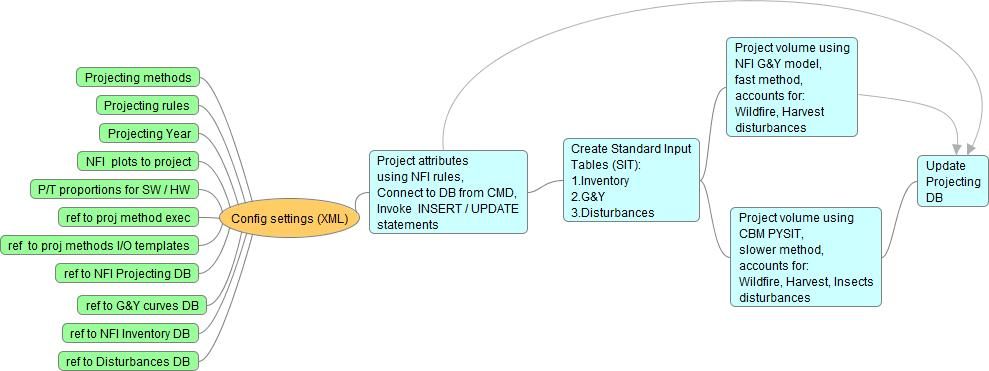 Projecting methods
Projecting rules
Projecting Year
NFI plots to project
P/T proportions for SW / HW
ref to proj method exec
ref to proj methods I/O templates
ref to NFI Projecting DB
ref to G&Y curves DB
ref to NFI Inventory DB
ref to Disturbances DB
Config settings (XML)
Project attributes
using NFI rules,
Connect to DB from CMD,
Invoke INSERT / UPDATE
statements
Create Standard Input
Tables (SIT):
1.Inventory
2.G&Y
3.Disturbances
Project volume using
NFI G&Y model,
fast method,
accounts for:
Wildfire, Harvest
disturbances
Project volume using
CBM PYSIT,
slower method,
accounts for:
Wildfire, Harvest, Insects
disturbances
Update
Projecting
DB